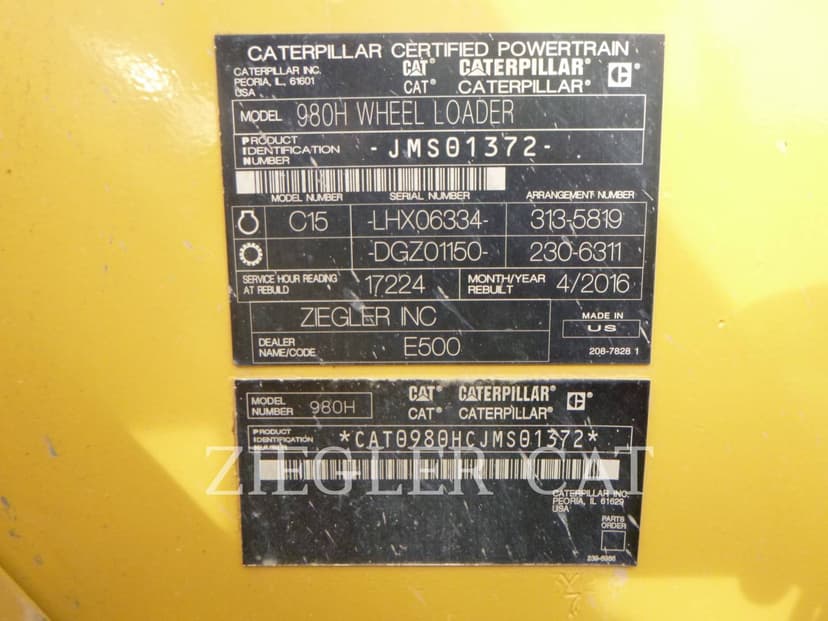 CATERPILLAR CERTIFIED POWERTRAIN
CATERPILLAR INC.
PEORIA, IL 61601
USA
CAT® CATERPILLAR®
CAT® CATERPILLAR®
C®
MODEL 980H WHEEL LOADER
PRODUCT
IDENTIFICATION
NUMBER
-JMS01372-
MODEL NUMBER SERIAL NUMBER ARRANGEMENT NUMBER
C15 -LHX06334- 313-5819
-DGZ01150- 230-6311
SERVICE HOUR READING
AT REBUILD
17224
MONTH/YEAR
REBUILT
4/2016
ZIEGLER INC
DEALER
NAME/CODE
E500
MADE IN
US
208-7828 1
MODEL
NUMBER
980H
CAT® CATERPILLAR®
CAT® CATERPILLAR®
C®
PRODUCT
IDENTIFICATION
NUMBER
*CAT0980HCJMS01372*
ZIEGLER CAT
CATERPILLAR INC.
PEORIA, IL 61629
USA
PARTS
ORDER